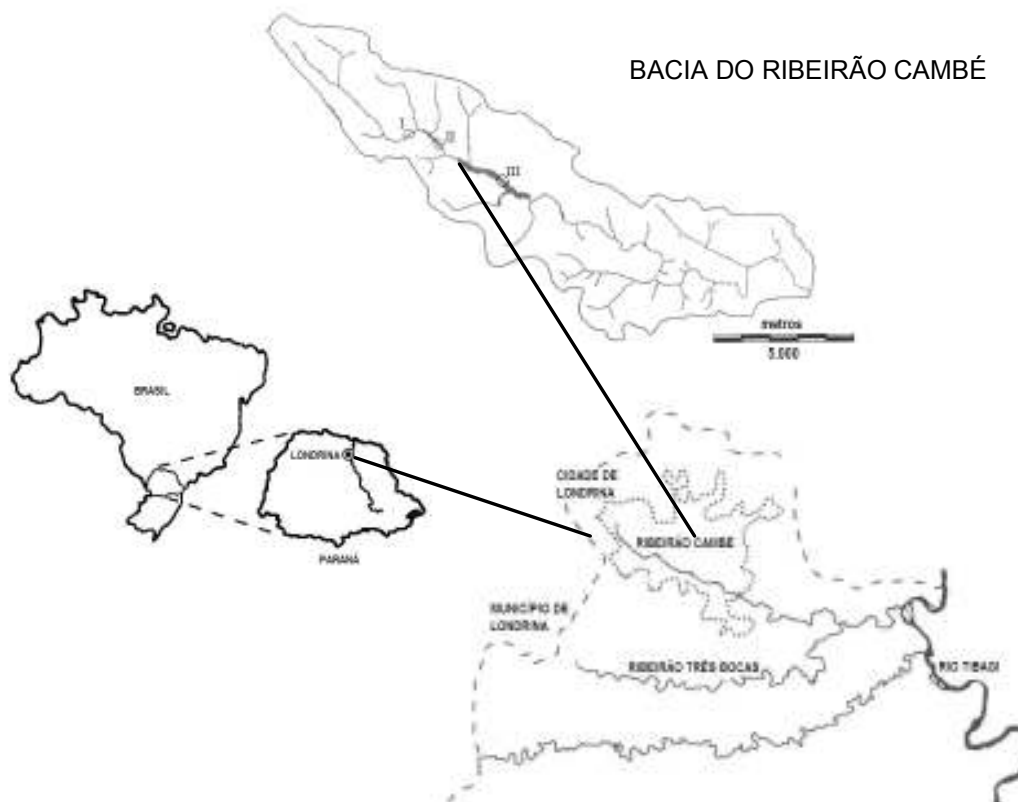 BACIA DO RIBEIRÃO CAMBÉ
I
II
III
metros
5.000
BRASIL
LONDRINA
PARANÁ
CIDADE DE
LONDRINA
RIBEIRÃO CAMBÉ
MUNICÍPIO DE
LONDRINA
RIBEIRÃO TRÊS BOCAS
RIO TIBAGI